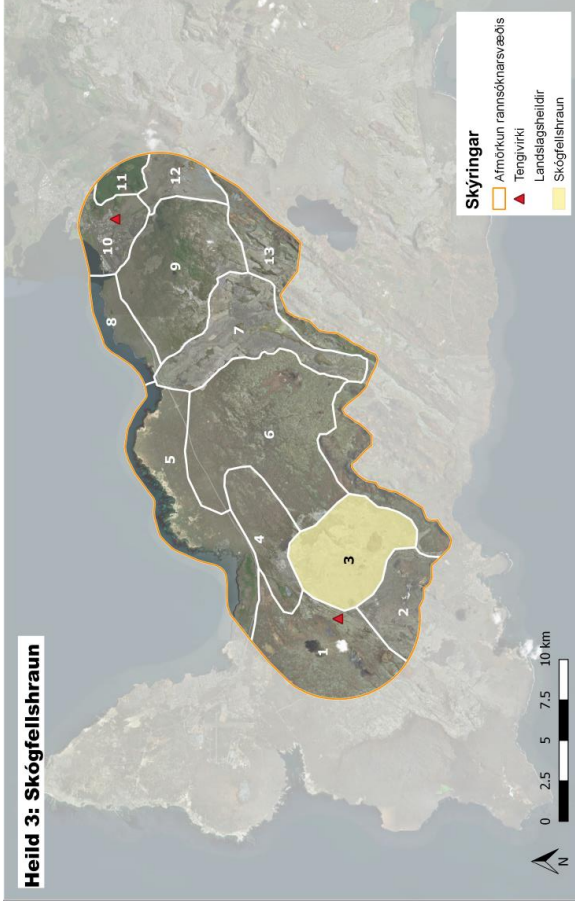 Heild 3: Skógfellshraun
8
10
11
12
9
13
7
5
6
4
3
1
2
0 2.5 5 7.5 10 km
N
Skýringar
Afmörkun rannsóknarsvæðis
Tengivirki
Landslagsheildir
Skógfellshraun